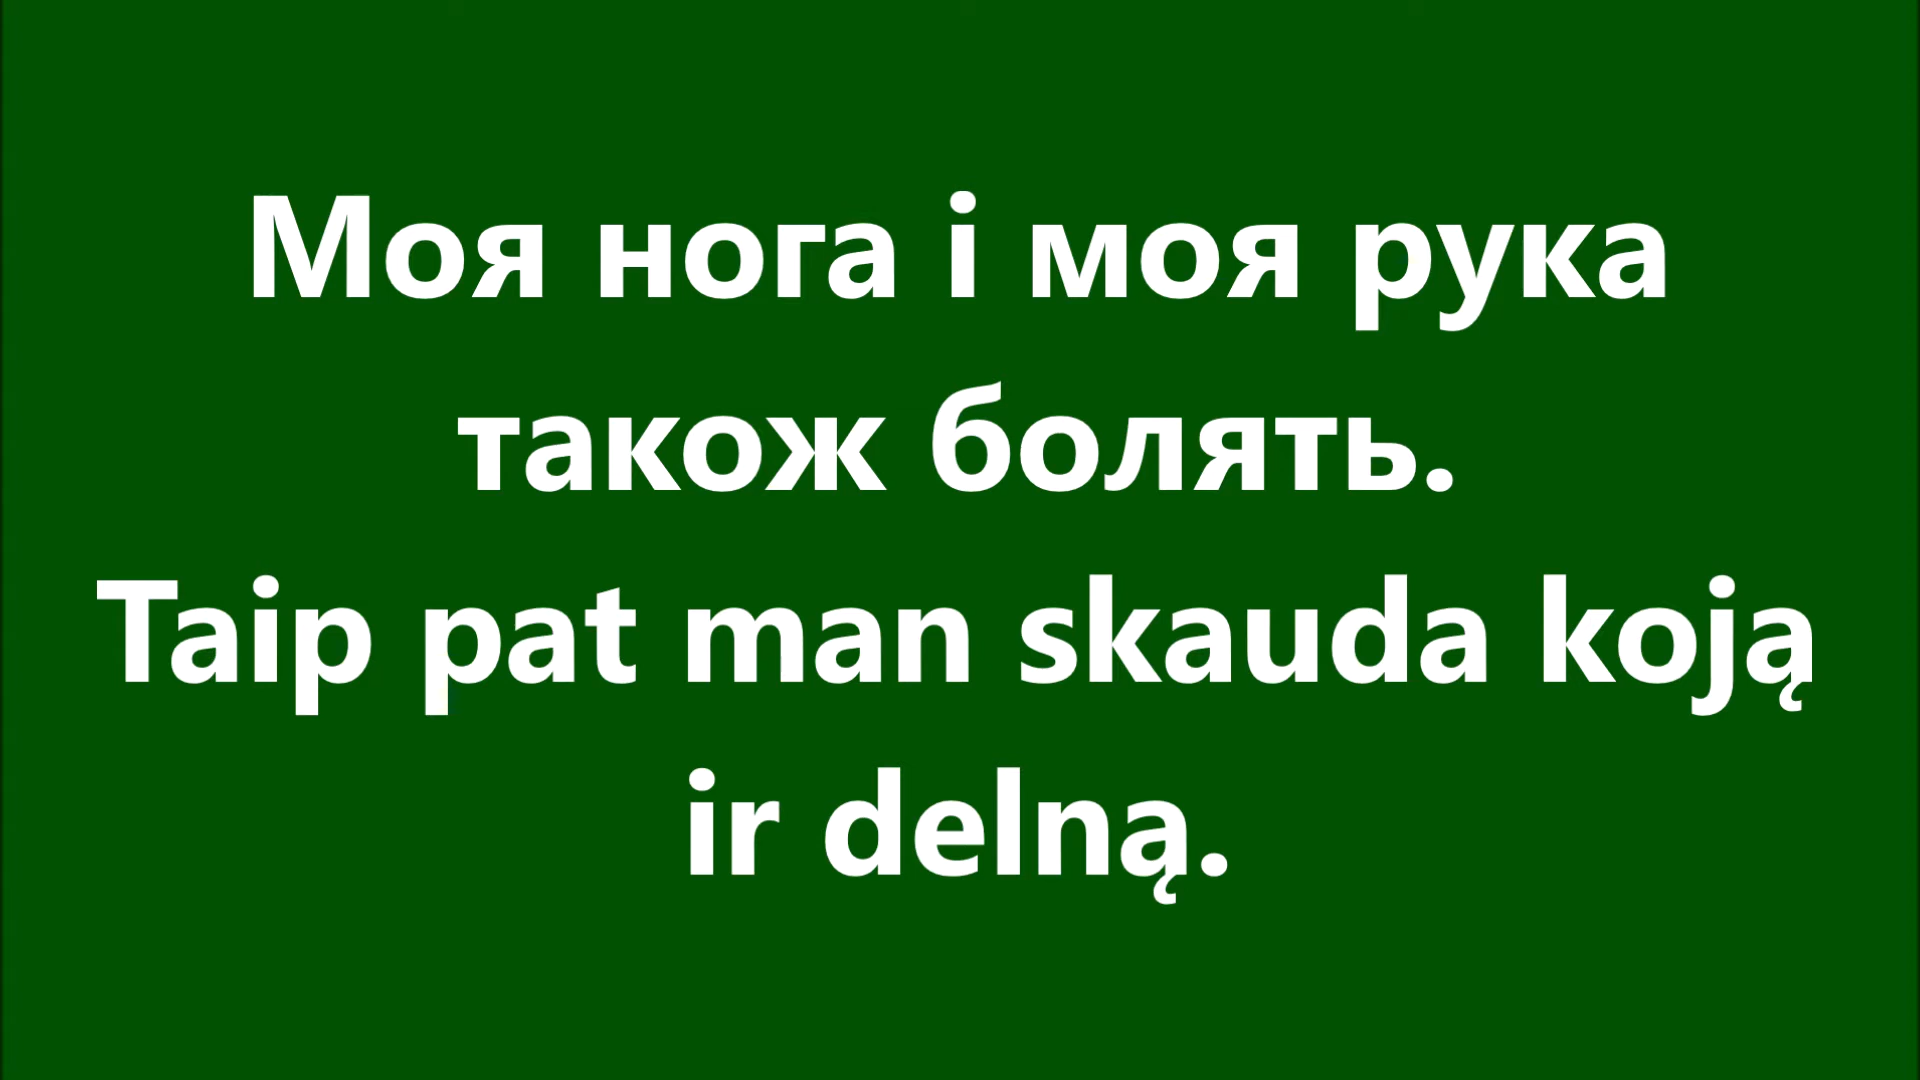 Моя нога і моя рука
також болять.
Taip pat man skauda koją
ir delną.